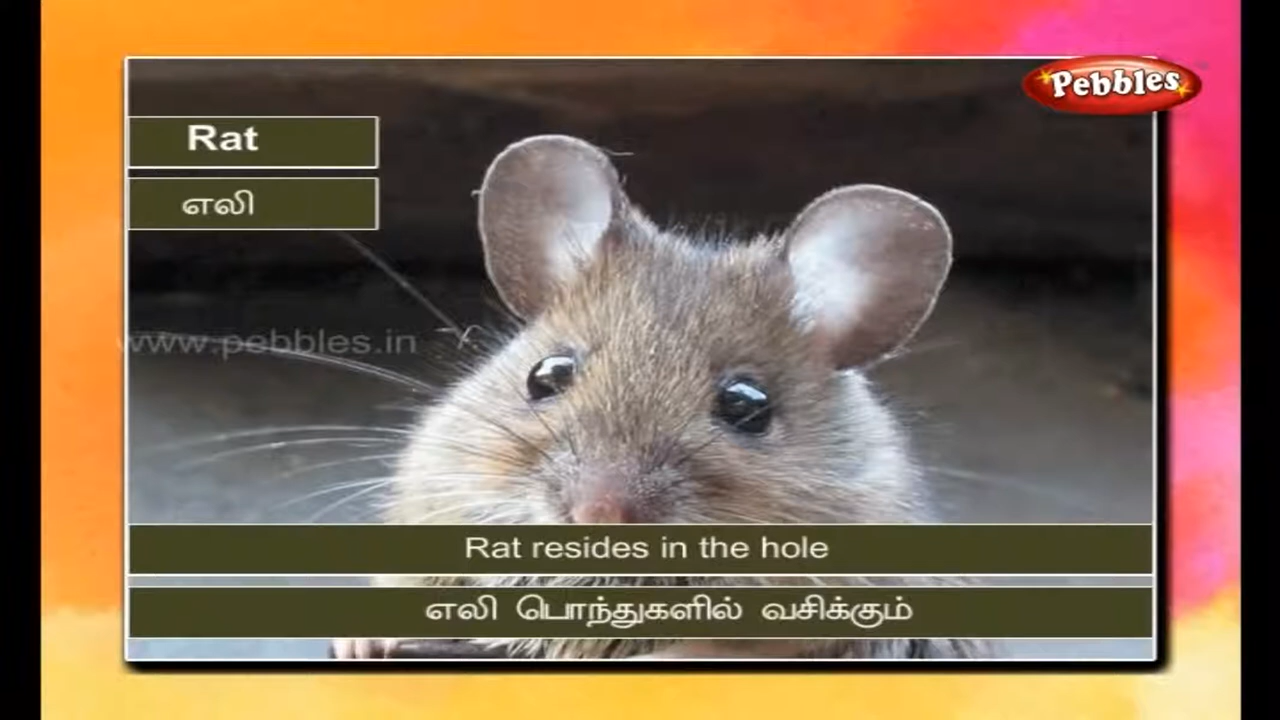 Pebbles
Rat
எலி
www.pebbles.in
Rat resides in the hole
எலி பொந்துகளில் வசிக்கும்